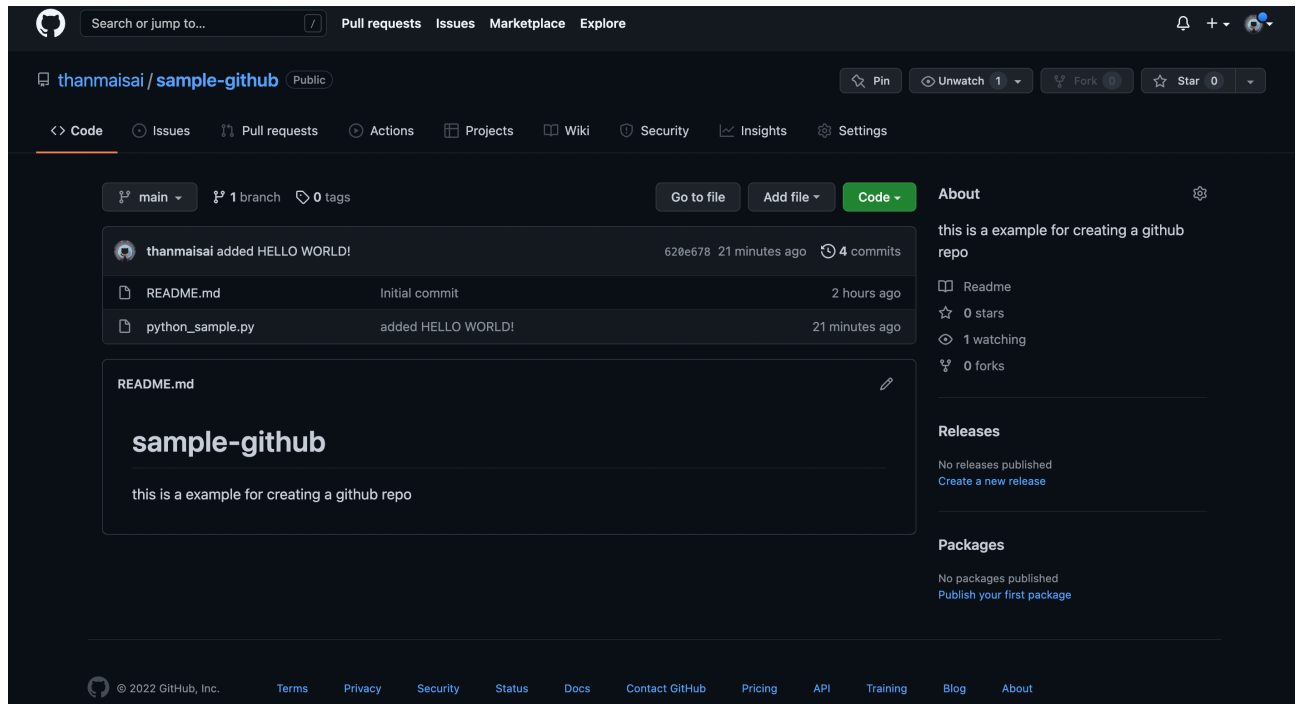 Search or jump to... / Pull requests Issues Marketplace Explore
thanmaisai / sample-github Public Pin Unwatch 1 Fork 0 Star 0
<> Code Issues Pull requests Actions Projects Wiki Security Insights Settings
main 1 branch 0 tags Go to file Add file Code
thanmaisai added HELLO WORLD! 620e678 21 minutes ago 4 commits
README.md Initial commit 2 hours ago
python_sample.py added HELLO WORLD! 21 minutes ago
README.md
sample-github
this is a example for creating a github repo
About
this is a example for creating a github
repo
Readme
0 stars
1 watching
0 forks
Releases
No releases published
Create a new release
Packages
No packages published
Publish your first package
© 2022 GitHub, Inc. Terms Privacy Security Status Docs Contact GitHub Pricing API Training Blog About